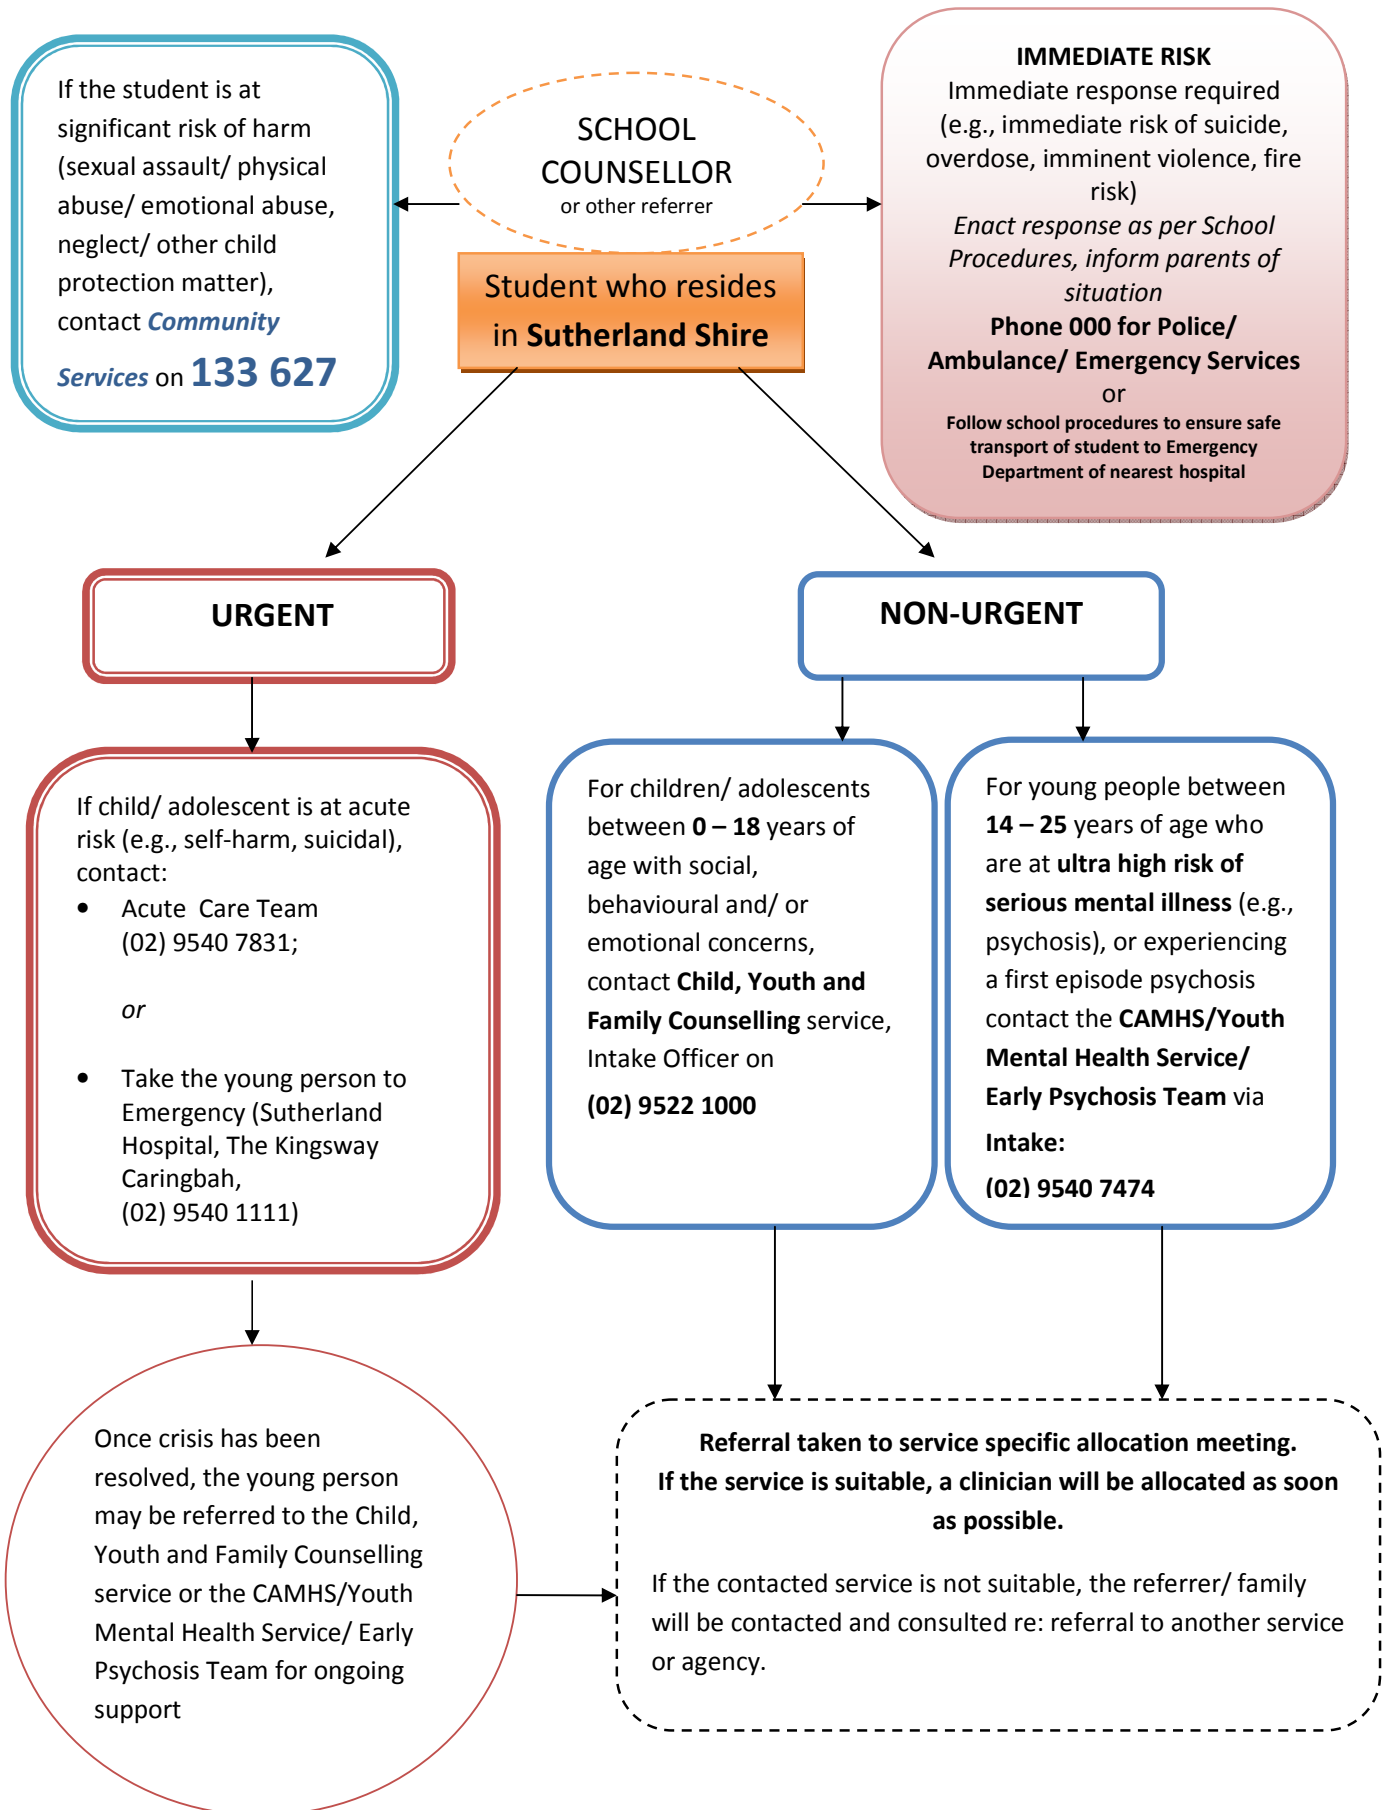 If the student is at
significant risk of harm
(sexual assault/ physical
abuse/ emotional abuse,
neglect/ other child
protection matter),
contact Community
Services on 133 627
SCHOOL
COUNSELLOR
or other referrer
Student who resides
in Sutherland Shire
IMMEDIATE RISK
Immediate response required
(e.g., immediate risk of suicide,
overdose, imminent violence, fire
risk)
Enact response as per School
Procedures, inform parents of
situation
Phone 000 for Police/
Ambulance/ Emergency Services
or
Follow school procedures to ensure safe
transport of student to Emergency
Department of nearest hospital
URGENT
NON-URGENT
If child/ adolescent is at acute
risk (e.g., self-harm, suicidal),
contact:
• Acute Care Team
(02) 9540 7831;
or
• Take the young person to
Emergency (Sutherland
Hospital, The Kingsway
Caringbah,
(02) 9540 1111)
For children/ adolescents
between 0 – 18 years of
age with social,
behavioural and/ or
emotional concerns,
contact Child, Youth and
Family Counselling service,
Intake Officer on
(02) 9522 1000
For young people between
14 – 25 years of age who
are at ultra high risk of
serious mental illness (e.g.,
psychosis), or experiencing
a first episode psychosis
contact the CAMHS/Youth
Mental Health Service/
Early Psychosis Team via
Intake:
(02) 9540 7474
Once crisis has been
resolved, the young person
may be referred to the Child,
Youth and Family Counselling
service or the CAMHS/Youth
Mental Health Service/ Early
Psychosis Team for ongoing
support
Referral taken to service specific allocation meeting.
If the service is suitable, a clinician will be allocated as soon
as possible.
If the contacted service is not suitable, the referrer/ family
will be contacted and consulted re: referral to another service
or agency.